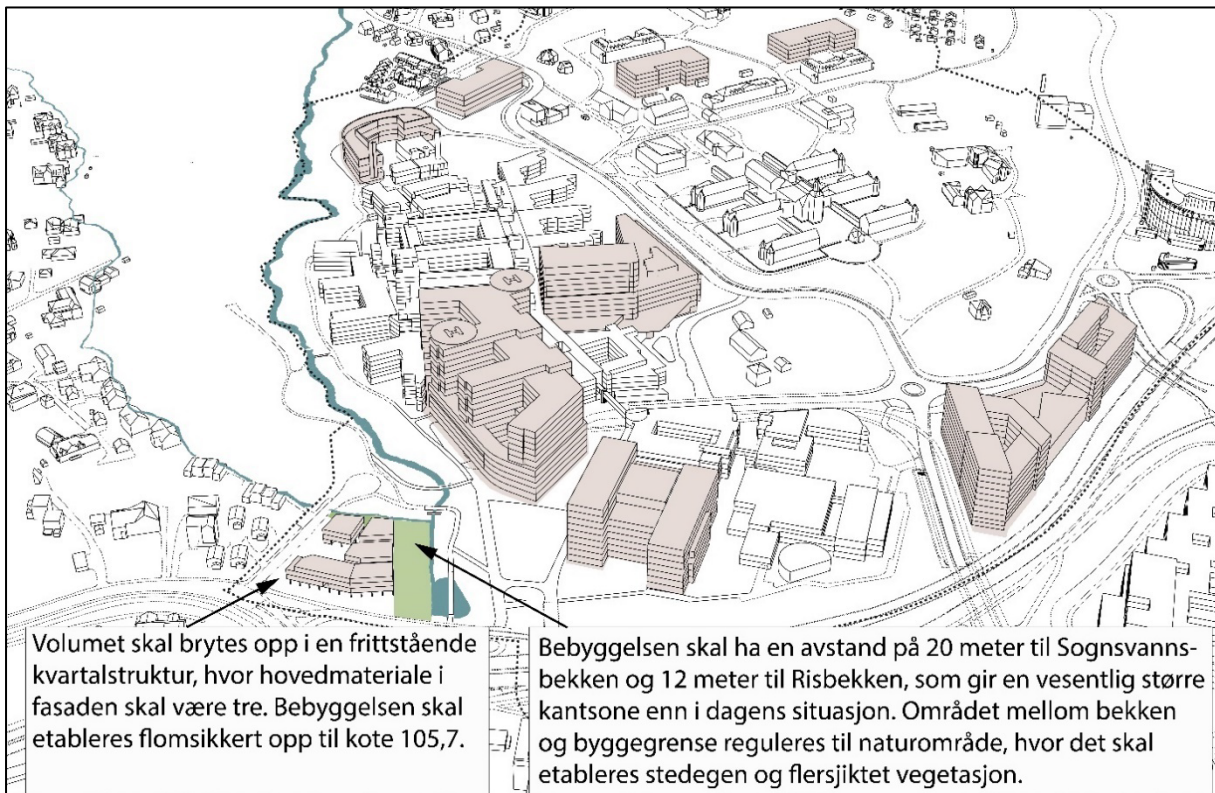 Volumet skal brytes opp i en frittstående
kvartalstruktur, hvor hovedmateriale i
fasaden skal være tre. Bebyggelsen skal
etableres flomsikkert opp til kote 105,7.
Bebyggelsen skal ha en avstand på 20 meter til Sognsvanns-
bekken og 12 meter til Risbekken, som gir en vesentlig større
kantsone enn i dagens situasjon. Området mellom bekken
og byggegrense reguleres til naturområde, hvor det skal
etableres stedegen og flersjiktet vegetasjon.